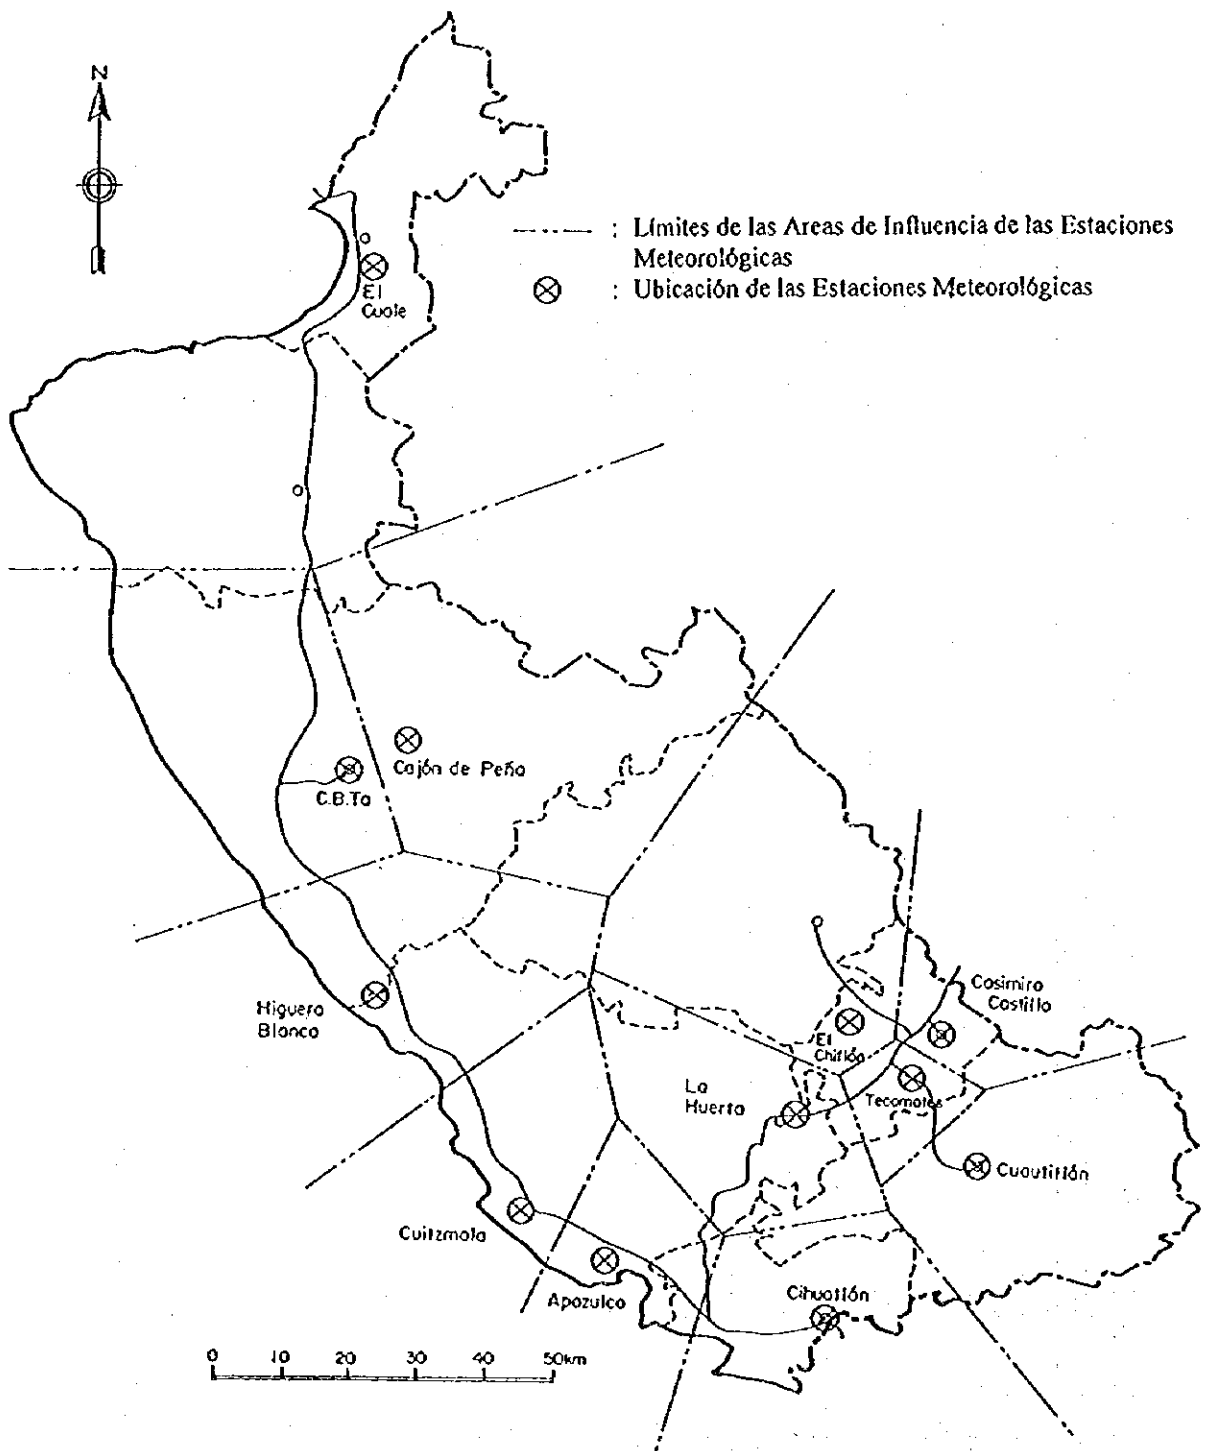 N
: Límites de las Areas de Influencia de las Estaciones
Meteorológicas
: Ubicación de las Estaciones Meteorológicas
El
Cuale
Cajón de Peña
C.B.Ta
Higuera
Blanca
Casimiro
Castillo
El
Chiflón
La
Huerta
Tecomates
Cuautitlán
Cuitzmala
Apazulco
Cihuatlán
0 10 20 30 40 50km